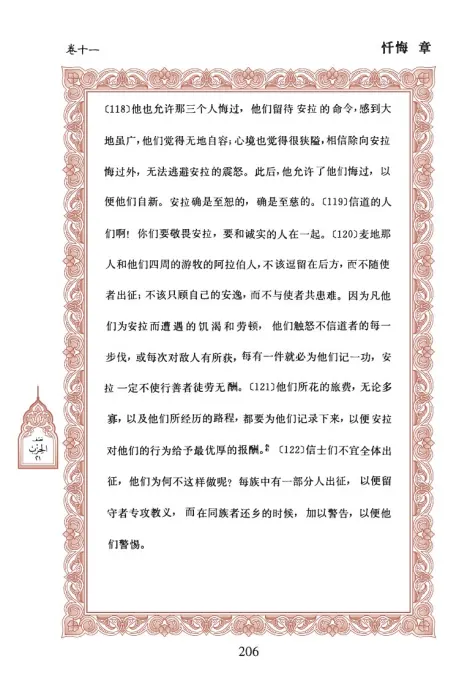 卷十一
忏悔 章
〔118〕他也允许那三个人悔过，他们留待安拉的命令，感到大
地虽广，他们觉得无地自容；心境也觉得很狭隘，相信除向安拉
悔过外，无法逃避安拉的震怒。此后，他允许了他们悔过，以
便他们自新。安拉确是至恕的，确是至慈的。〔119〕信道的人
们啊！你们要敬畏安拉，要和诚实的人在一起。〔120〕麦地那
人和他们四周的游牧的阿拉伯人，不该逗留在后方，而不随使
者出征；不该只顾自己的安逸，而不与使者共患难。因为凡他
们为安拉而遭遇的饥渴和劳顿，他们触怒不信道者的每一
步伐，或每次对敌人有所获，每有一件就必为他们记一功，安
拉一定不使行善者徒劳无酬。〔121〕他们所花的旅费，无论多
寡，以及他们所经历的路程，都要为他们记录下来，以便安拉
对他们的行为给予最优厚的报酬。〔122〕信士们不宜全体出
征，他们为何不这样做呢？每族中有一部分人出征，以便留
守者专攻教义，而在同族者还乡的时候，加以警告，以便他
们警惕。
الحزب
٢١
206